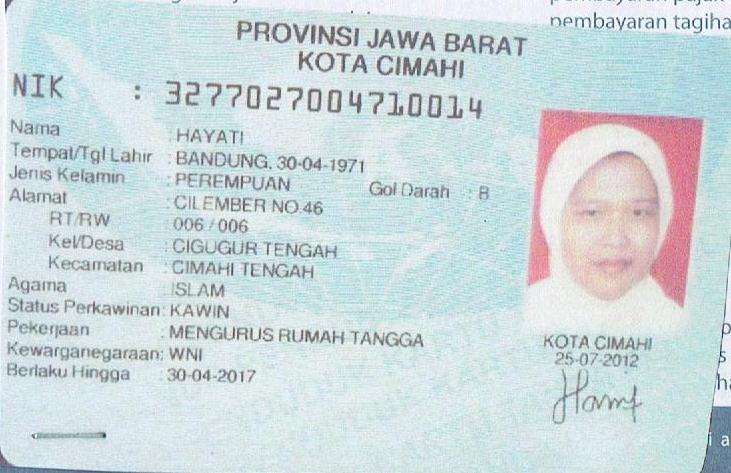 pembayaran tagiha
PROVINSI JAWA BARAT
KOTA CIMAHI
NIK : 3277027004710014
Nama : HAYATI
Tempat/Tgl Lahir : BANDUNG, 30-04-1971
Jenis Kelamin : PEREMPUAN Gol Darah : B
Alamat : CILEMBER NO.46
RT/RW : 006 / 006
Kel/Desa : CIGUGUR TENGAH
Kecamatan : CIMAHI TENGAH
Agama : ISLAM
Status Perkawinan: KAWIN
Pekerjaan : MENGURUS RUMAH TANGGA
Kewarganegaraan: WNI
Berlaku Hingga : 30-04-2017
KOTA CIMAHI
25-07-2012